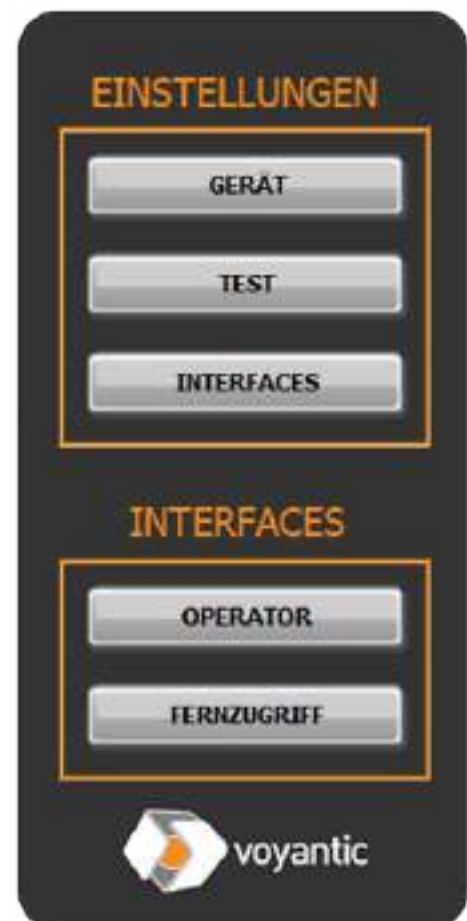 EINSTELLUNGEN
GERÄT
TEST
INTERFACES
INTERFACES
OPERATOR
FERNZUGRIFF
voyantic